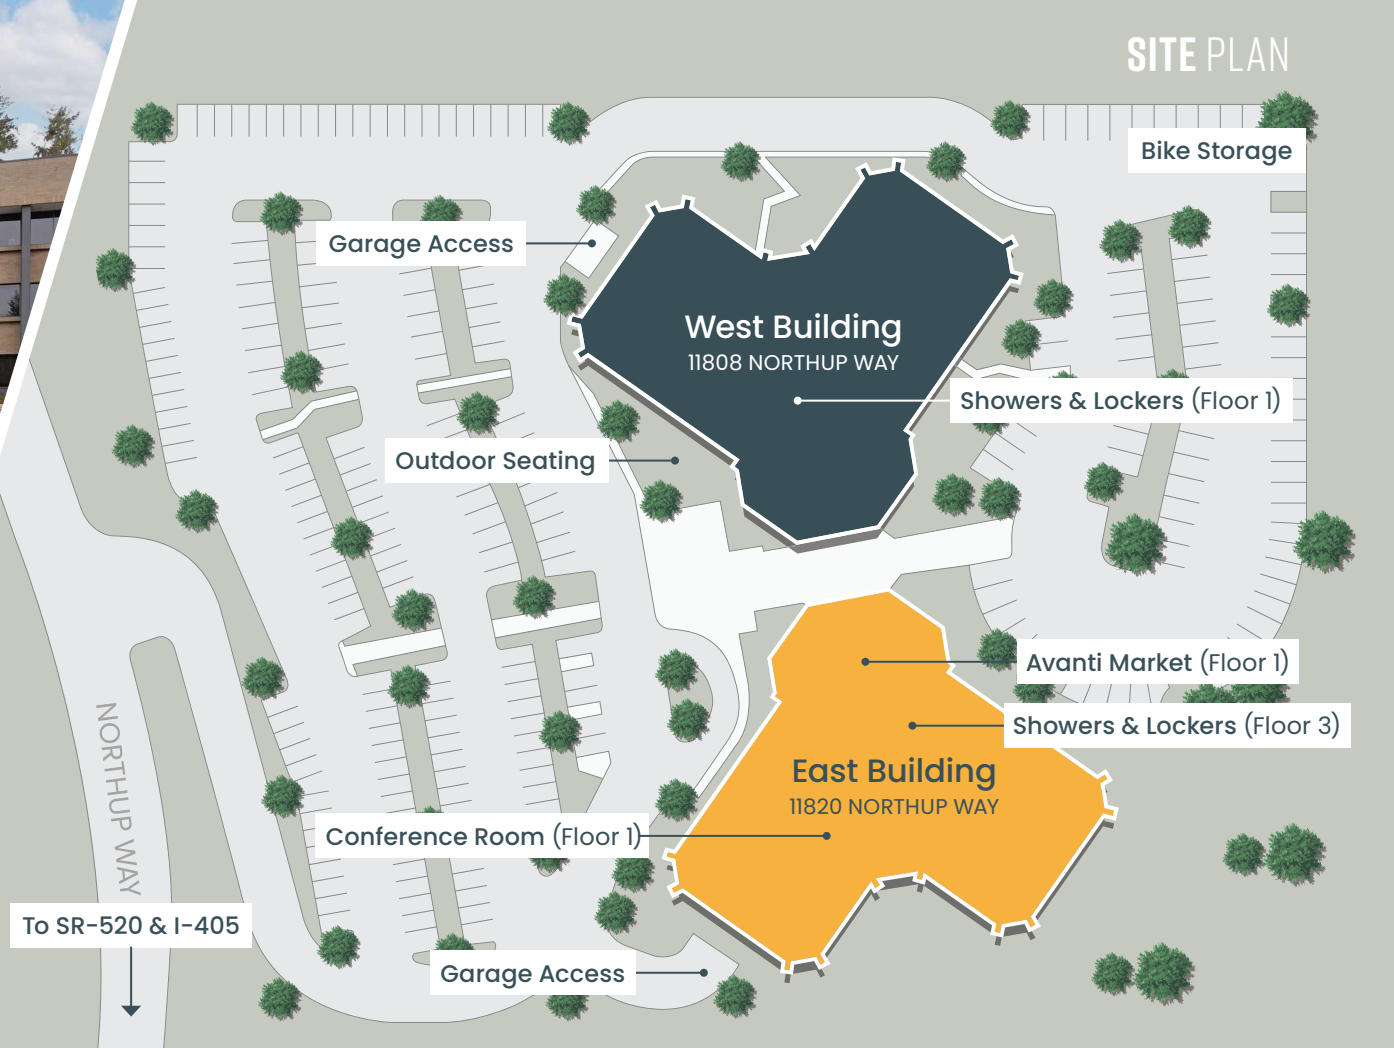 SITE PLAN
Bike Storage
Garage Access
West Building
11808 NORTHUP WAY
Showers & Lockers (Floor 1)
Outdoor Seating
Avanti Market (Floor 1)
Showers & Lockers (Floor 3)
East Building
11820 NORTHUP WAY
Conference Room (Floor 1)
NORTHUP WAY
To SR-520 & I-405
Garage Access